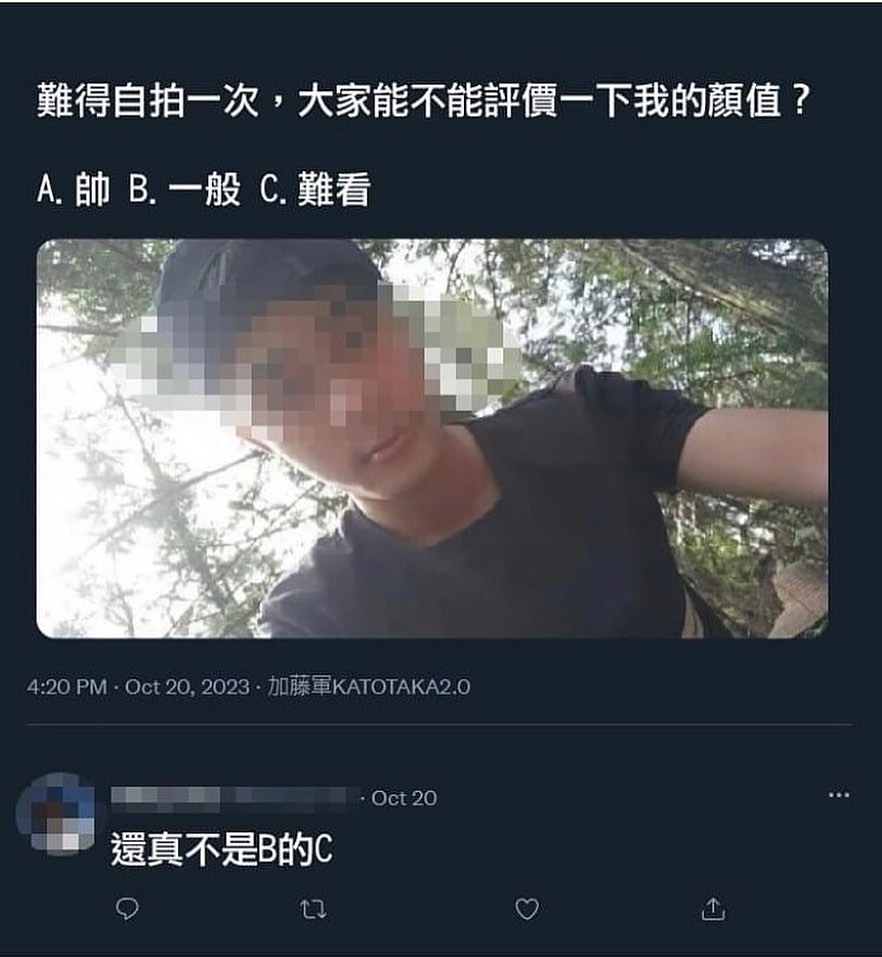 難得自拍一次，大家能不能評價一下我的顏值？
A. 帥 B. 一般 C. 難看
4:20 PM · Oct 20, 2023 · 加藤軍KATOTAKA2.0
· Oct 20
還真不是B的C